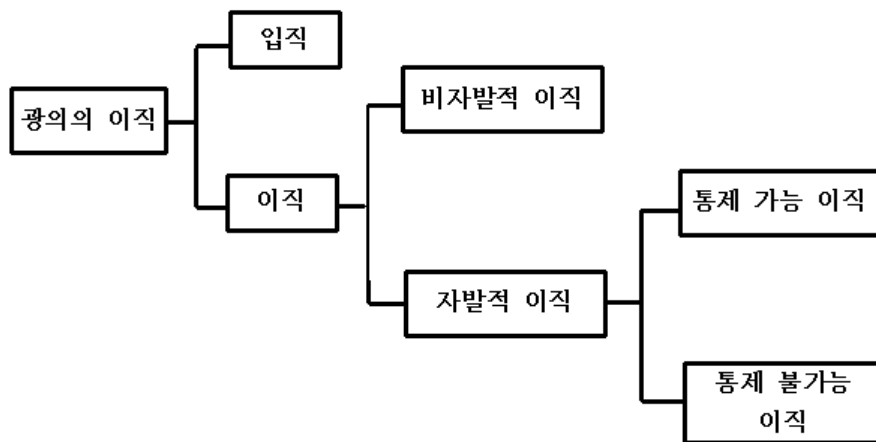 입직
광의의 이직
비자발적 이직
이직
통제 가능 이직
자발적 이직
통제 불가능
이직